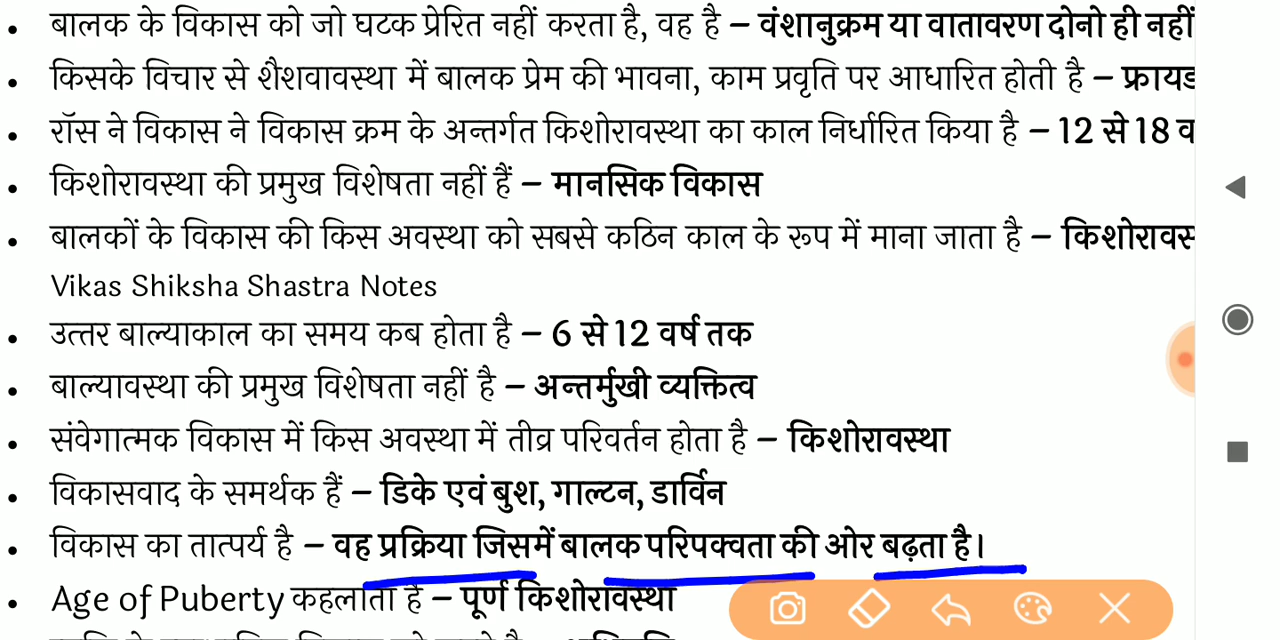 • बालक के विकास को जो घटक प्रेरित नहीं करता है, वह है – वंशानुक्रम या वातावरण दोनो ही नहीं
• किसके विचार से शैशवावस्था में बालक प्रेम की भावना, काम प्रवृति पर आधारित होती है –
• रॉस ने विकास ने विकास क्रम के अन्तर्गत किशोरावस्था का काल निर्धारित किया है – 12 से 18
• किशोरावस्था की प्रमुख विशेषता नहीं हैं – मानसिक विकास
• बालकों के विकास की किस अवस्था को सबसे कठिन काल के रूप में माना जाता है –
Vikas Shiksha Shastra Notes
• उत्तर बाल्याकाल का समय कब होता है – 6 से 12 वर्ष तक
• बाल्यावस्था की प्रमुख विशेषता नहीं है – अन्तर्मुखी व्यक्तित्व
• संवेगात्मक विकास में किस अवस्था में तीव्र परिवर्तन होता है – किशोरावस्था
• विकासवाद के समर्थक हैं – डिके एवं बुश, गाल्टन, डार्विन
• विकास का तात्पर्य है – वह प्रक्रिया जिसमें बालक परिपक्वता की ओर बढ़ता है।
• Age of Puberty कहलाता है – पूर्ण किशोरावस्था